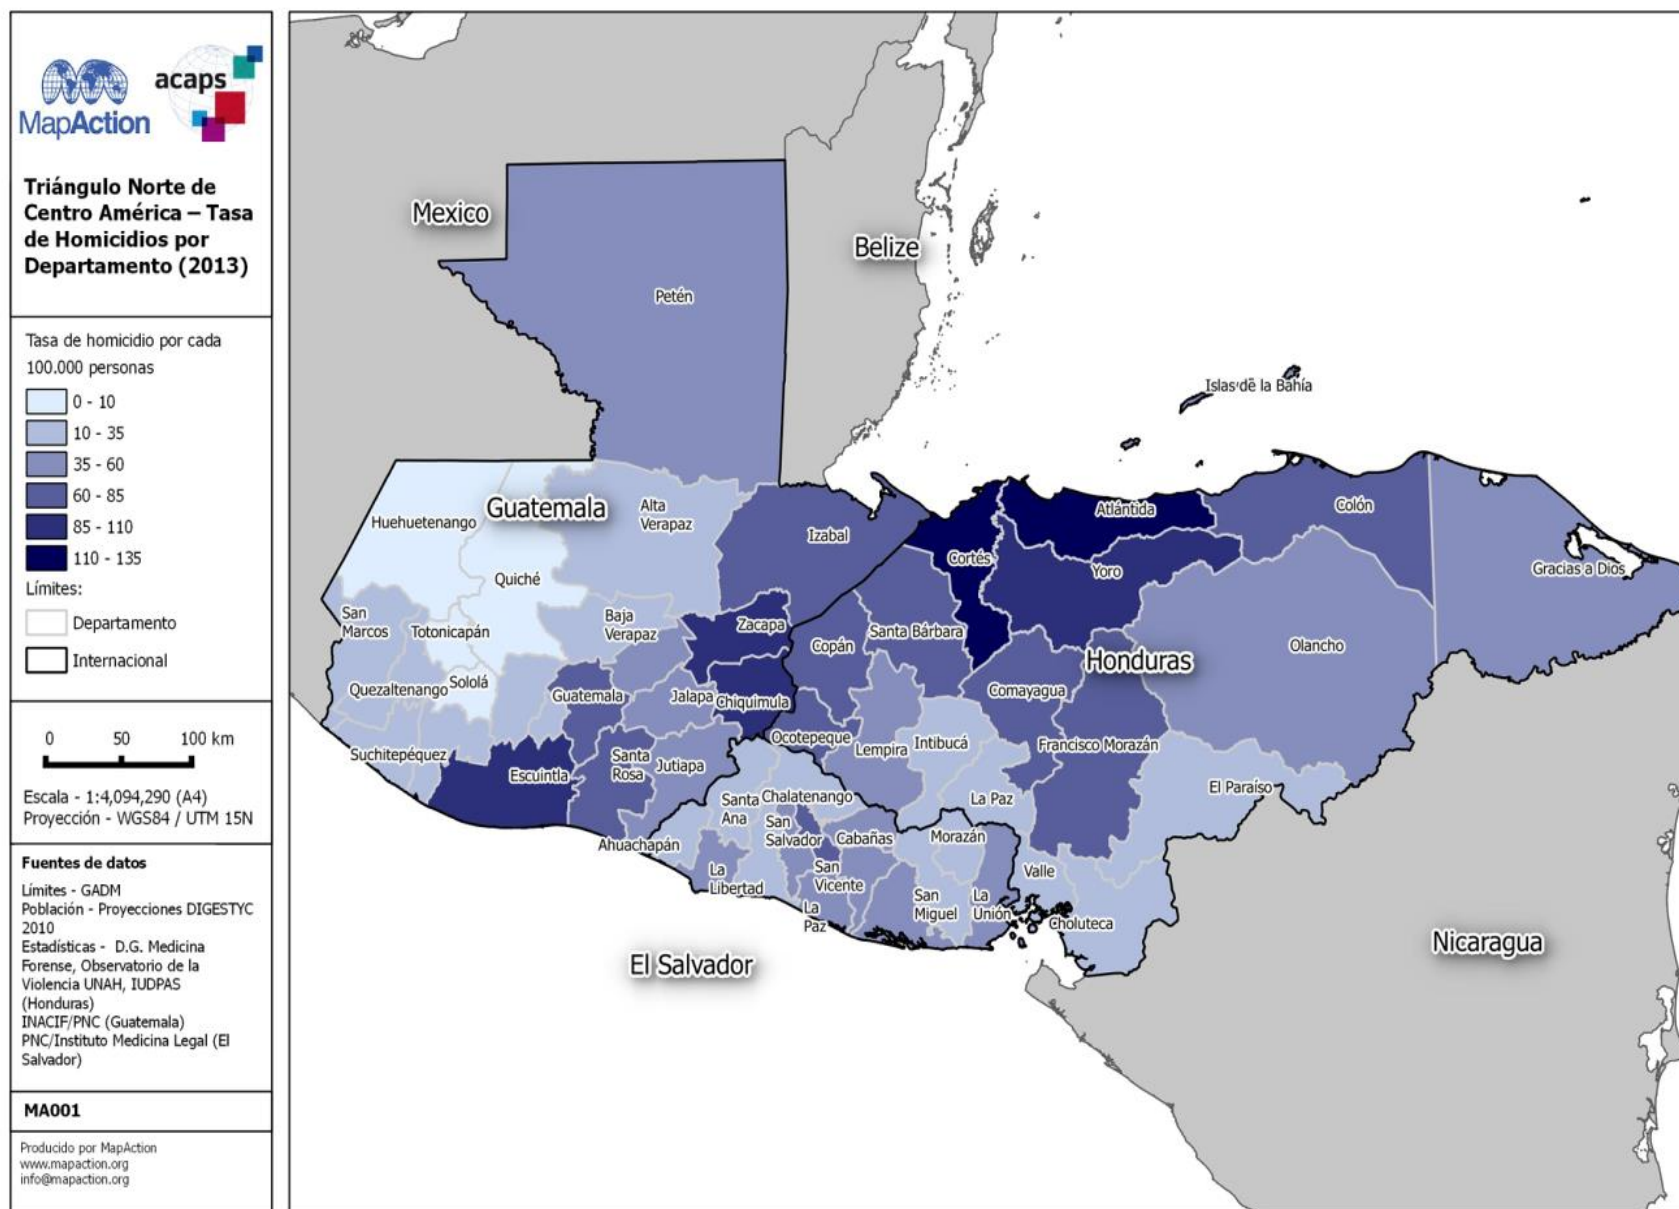 MapAction
acaps
Triángulo Norte de
Centro América – Tasa
de Homicidios por
Departamento (2013)
Tasa de homicidio por cada
100.000 personas
0 - 10
10 - 35
35 - 60
60 - 85
85 - 110
110 - 135
Límites:
Departamento
Internacional
0 50 100 km
Escala - 1:4,094,290 (A4)
Proyección - WGS84 / UTM 15N
Fuentes de datos
Límites - GADM
Población - Proyecciones DIGESTYC
2010
Estadísticas - D.G. Medicina
Forense, Observatorio de la
Violencia UNAH, IUDPAS
(Honduras)
INACIF/PNC (Guatemala)
PNC/Instituto Medicina Legal (El
Salvador)
MA001
Producido por MapAction
www.mapaction.org
info@mapaction.org
Mexico
Belize
Petén
Islas de la Bahía
Guatemala
Huehuetenango
Alta
Verapaz
Izabal
Atlántida
Colón
Cortés
Yoro
Gracias a Dios
Quiché
San
Marcos
Totonicapán
Baja
Verapaz
Zacapa
Copán
Santa Bárbara
Honduras
Olancho
Quezaltenango
Sololá
Guatemala
Jalapa
Chiquimula
Comayagua
Ocotepeque
Lempira
Intibucá
Francisco Morazán
Suchitepéquez
Escuintla
Santa
Rosa
Jutiapa
La Paz
El Paraíso
Santa
Ana
Chalatenango
San
Salvador
Cabañas
Morazán
Ahuachapán
La
Libertad
San
Vicente
San
Miguel
La
Unión
Valle
La
Paz
Choluteca
El Salvador
Nicaragua